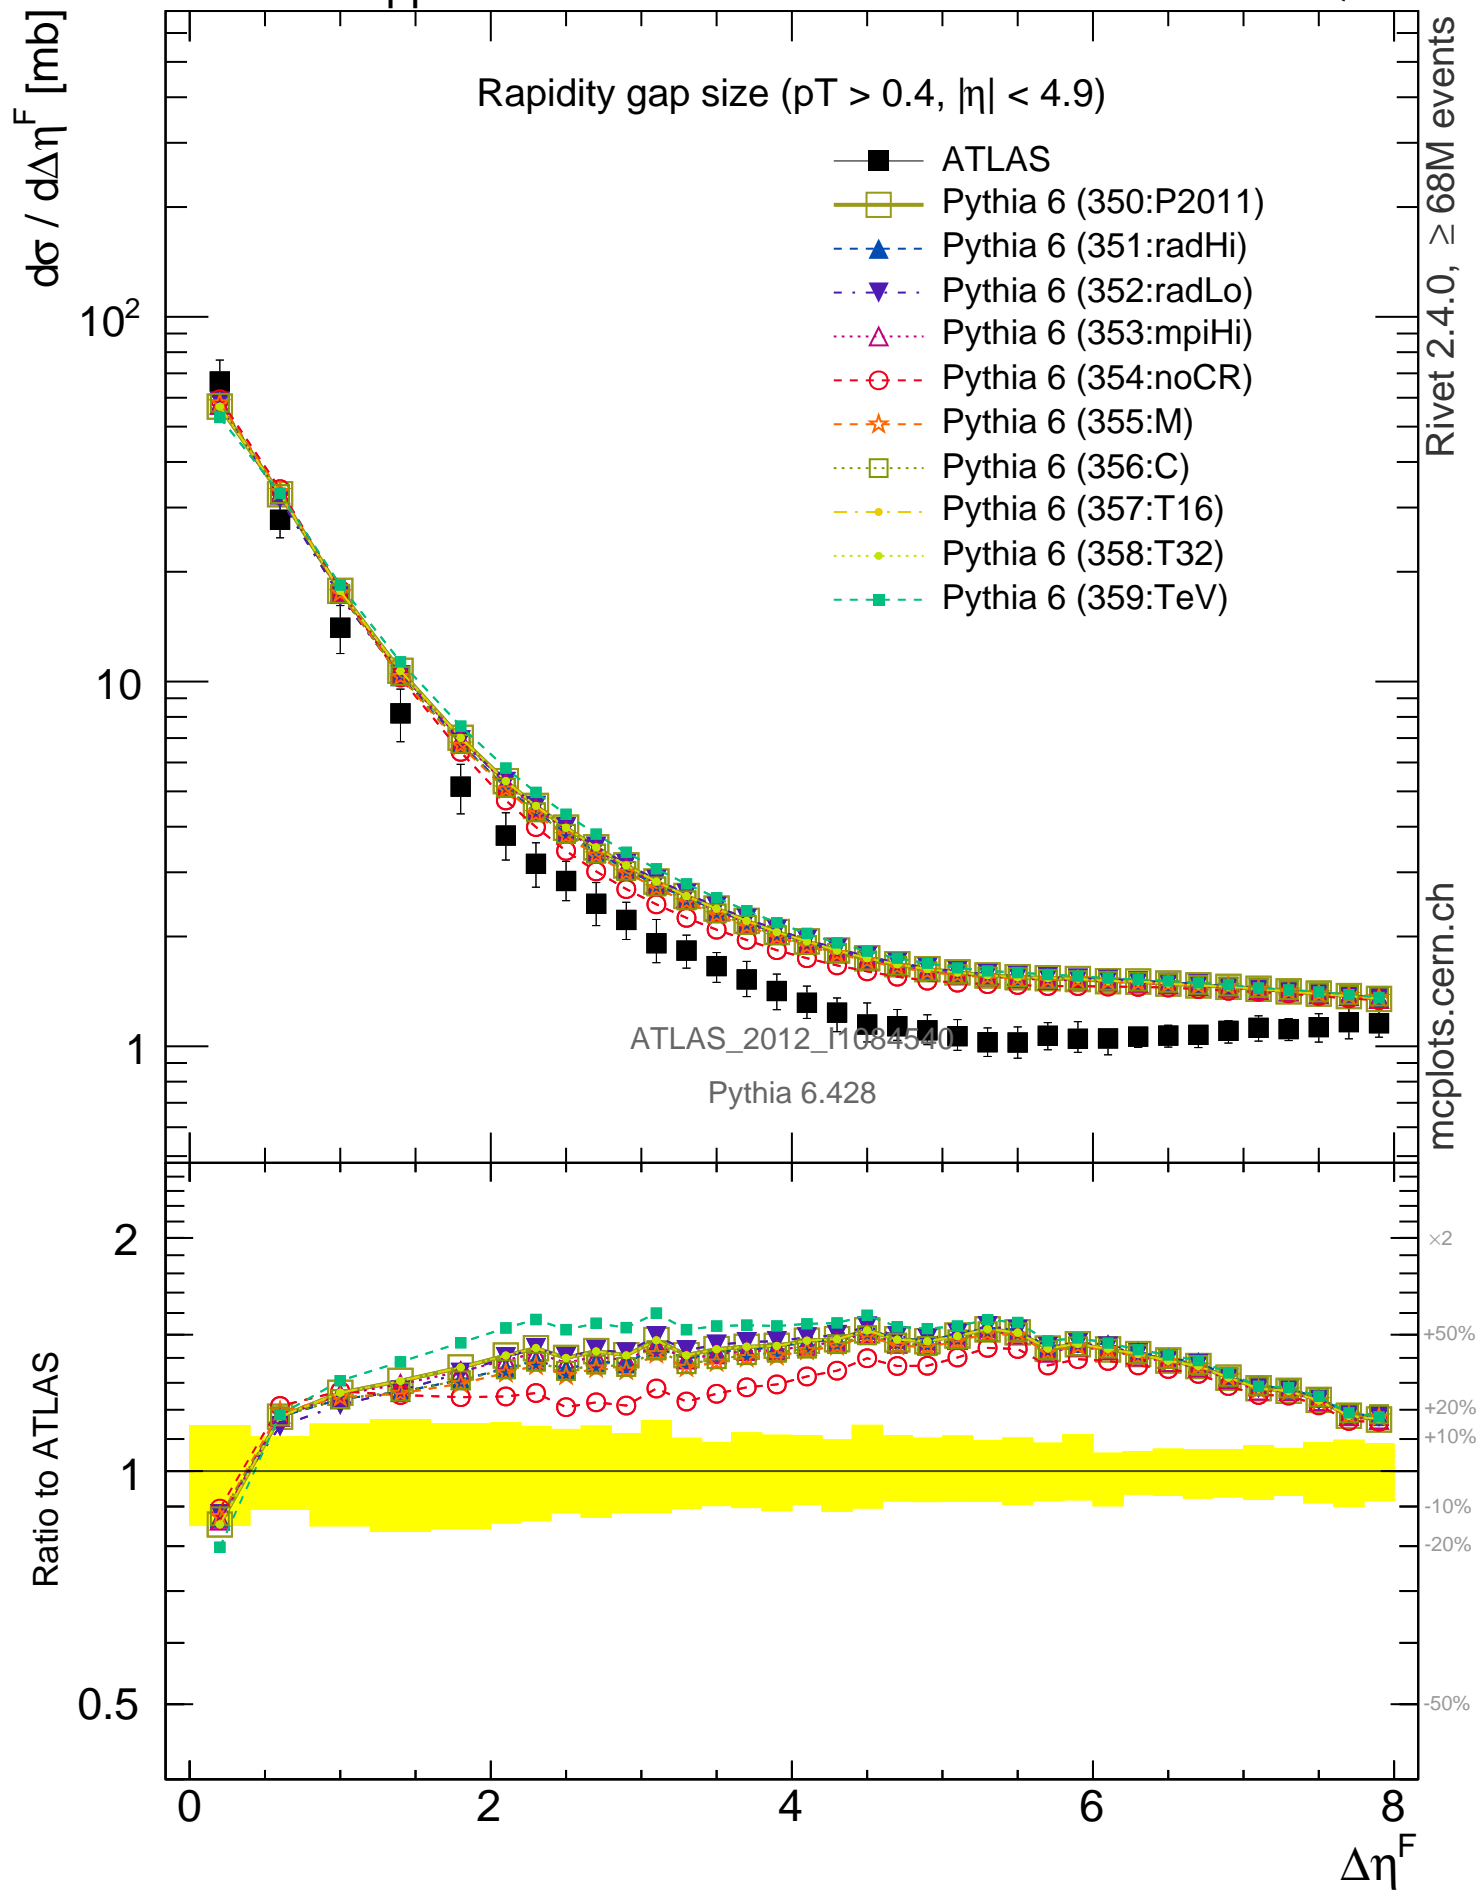 dσ / dΔη^F [mb]
Rapidity gap size (pT > 0.4, |η| < 4.9)
ATLAS
Pythia 6 (350:P2011)
Pythia 6 (351:radHi)
Pythia 6 (352:radLo)
Pythia 6 (353:mpiHi)
Pythia 6 (354:noCR)
Pythia 6 (355:M)
Pythia 6 (356:C)
Pythia 6 (357:T16)
Pythia 6 (358:T32)
Pythia 6 (359:TeV)
10²
10
1
ATLAS_2012_I1084540
Pythia 6.428
Rivet 2.4.0, ≥ 68M events
mcplots.cern.ch
Ratio to ATLAS
2
1
0.5
×2
+50%
+20%
+10%
-10%
-20%
-50%
0 2 4 6 8
Δη^F